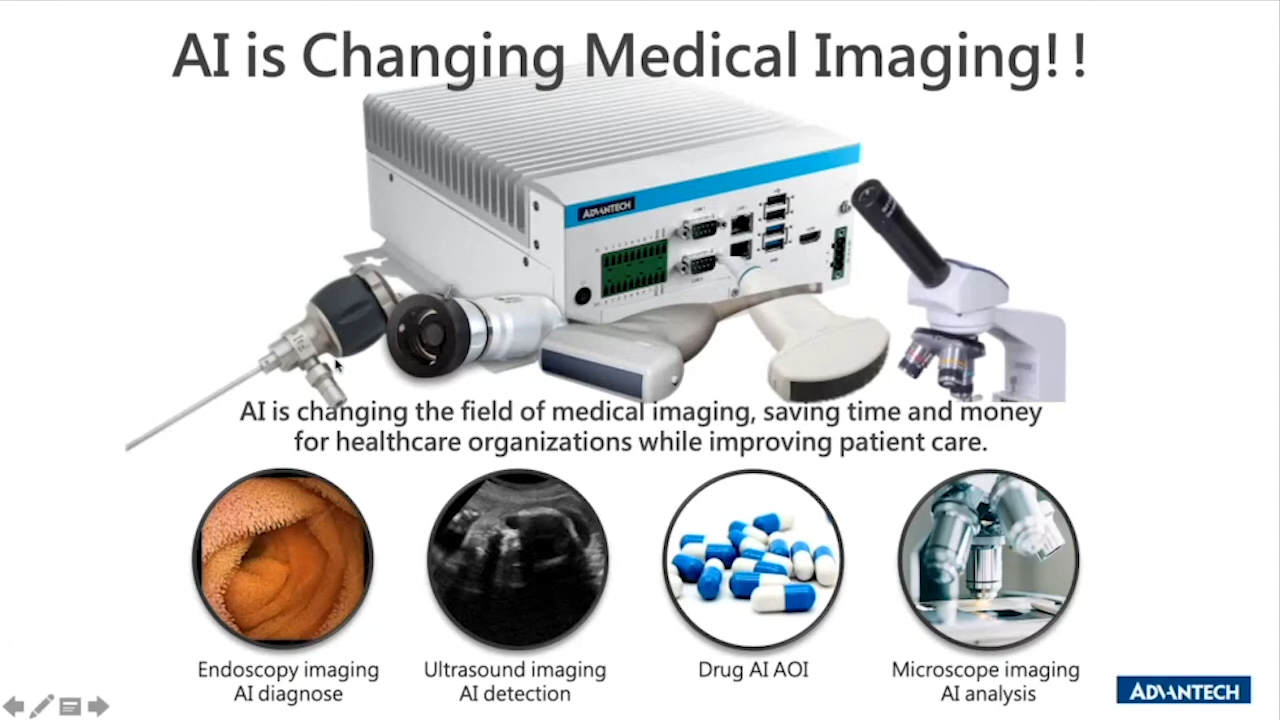 AI is Changing Medical Imaging! !
ADVANTECH
AI is changing the field of medical imaging, saving time and money
for healthcare organizations while improving patient care.
Endoscopy imaging
AI diagnose
Ultrasound imaging
AI detection
Drug AI AOI
Microscope imaging
AI analysis
ADVANTECH